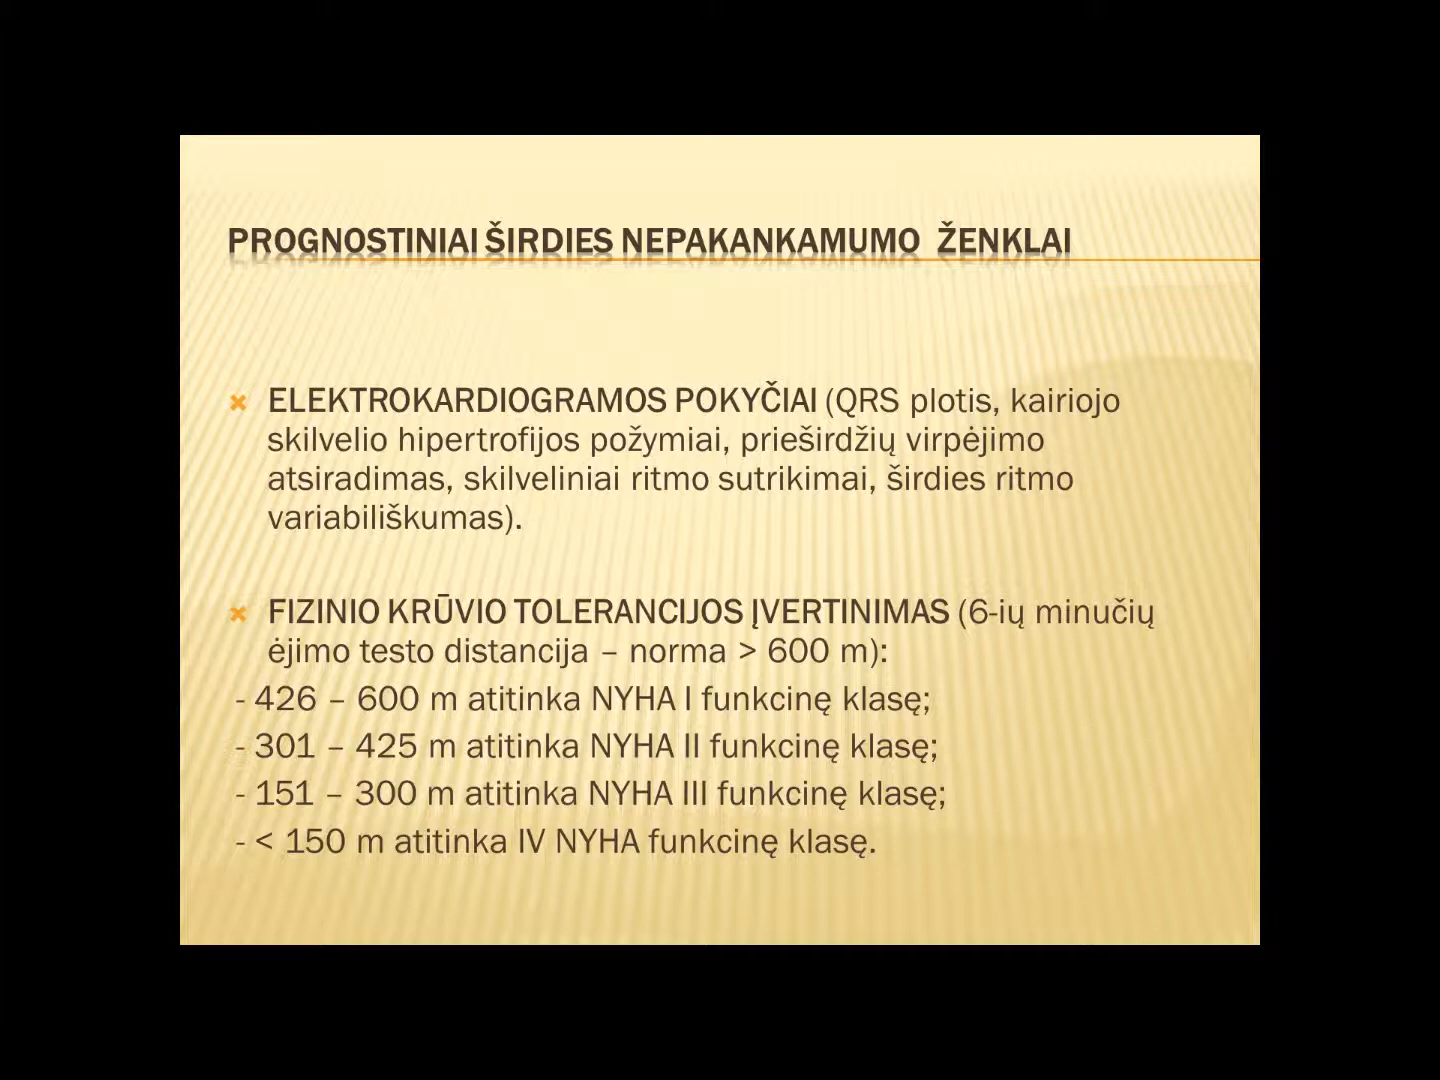 PROGNOSTINIAI ŠIRDIES NEPAKANKAMUMO ŽENKLAI
ELEKTROKARDIOGRAMOS POKYČIAI (QRS plotis, kairiojo
skilvelio hipertrofijos požymiai, prieširdžių virpėjimo
atsiradimas, skilveliniai ritmo sutrikimai, širdies ritmo
variabiliškumas).
FIZINIO KRŪVIO TOLERANCIJOS ĮVERTINIMAS (6-ių minučių
ėjimo testo distancija – norma > 600 m):
- 426 – 600 m atitinka NYHA I funkcinę klasę;
- 301 – 425 m atitinka NYHA II funkcinę klasę;
- 151 – 300 m atitinka NYHA III funkcinę klasę;
- < 150 m atitinka IV NYHA funkcinę klasę.